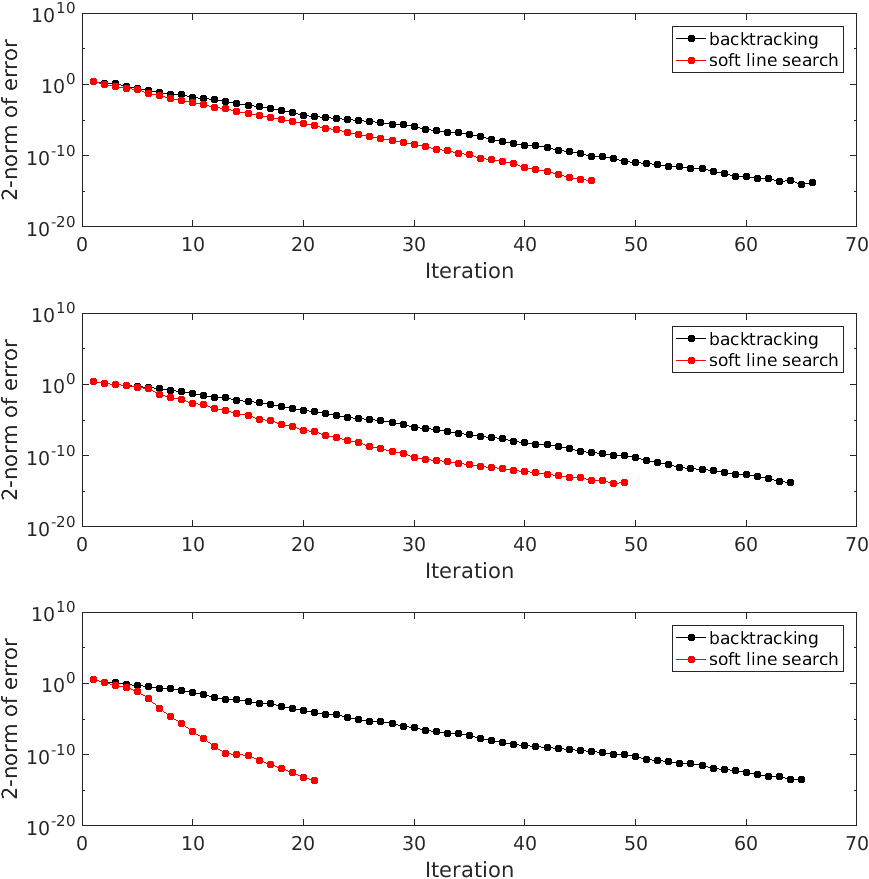 10^10
10^0
10^-10
10^-20
2-norm of error
backtracking
soft line search
0 10 20 30 40 50 60 70
Iteration
10^10
10^0
10^-10
10^-20
2-norm of error
backtracking
soft line search
0 10 20 30 40 50 60 70
Iteration
10^10
10^0
10^-10
10^-20
2-norm of error
backtracking
soft line search
0 10 20 30 40 50 60 70
Iteration